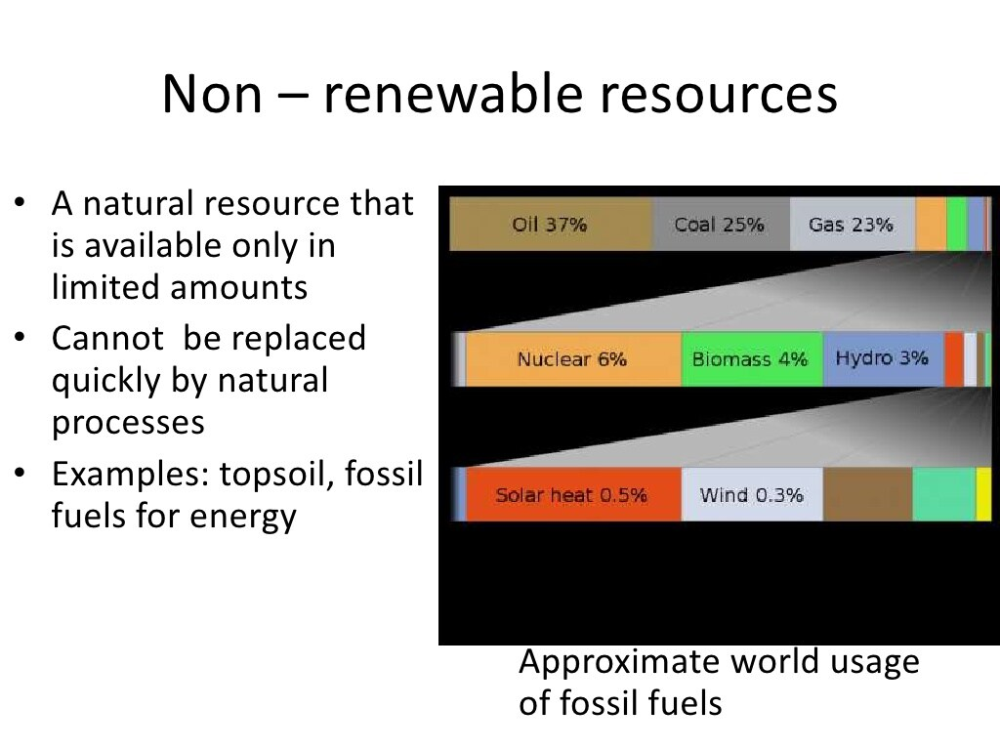 Non – renewable resources
• A natural resource that
is available only in
limited amounts
• Cannot  be replaced
quickly by natural
processes
• Examples: topsoil, fossil
fuels for energy
Oil 37% Coal 25% Gas 23%
Nuclear 6% Biomass 4% Hydro 3%
Solar heat 0.5% Wind 0.3%
Approximate world usage
of fossil fuels